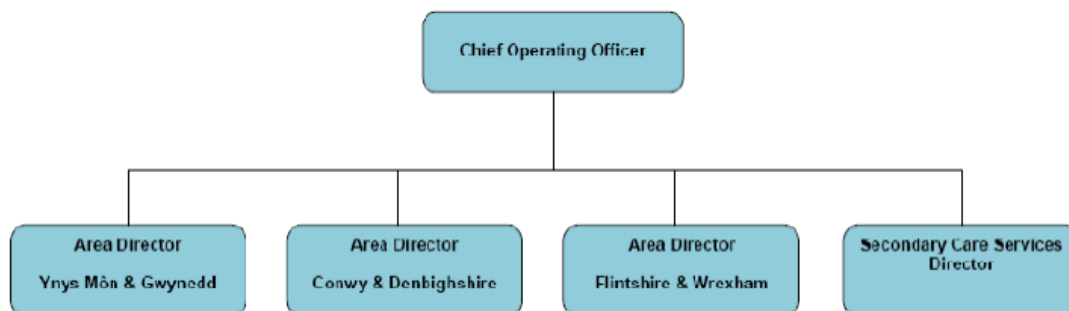 Chief Operating Officer
Area Director
Ynys Môn & Gwynedd
Area Director
Conwy & Denbighshire
Area Director
Flintshire & Wrexham
Secondary Care Services
Director